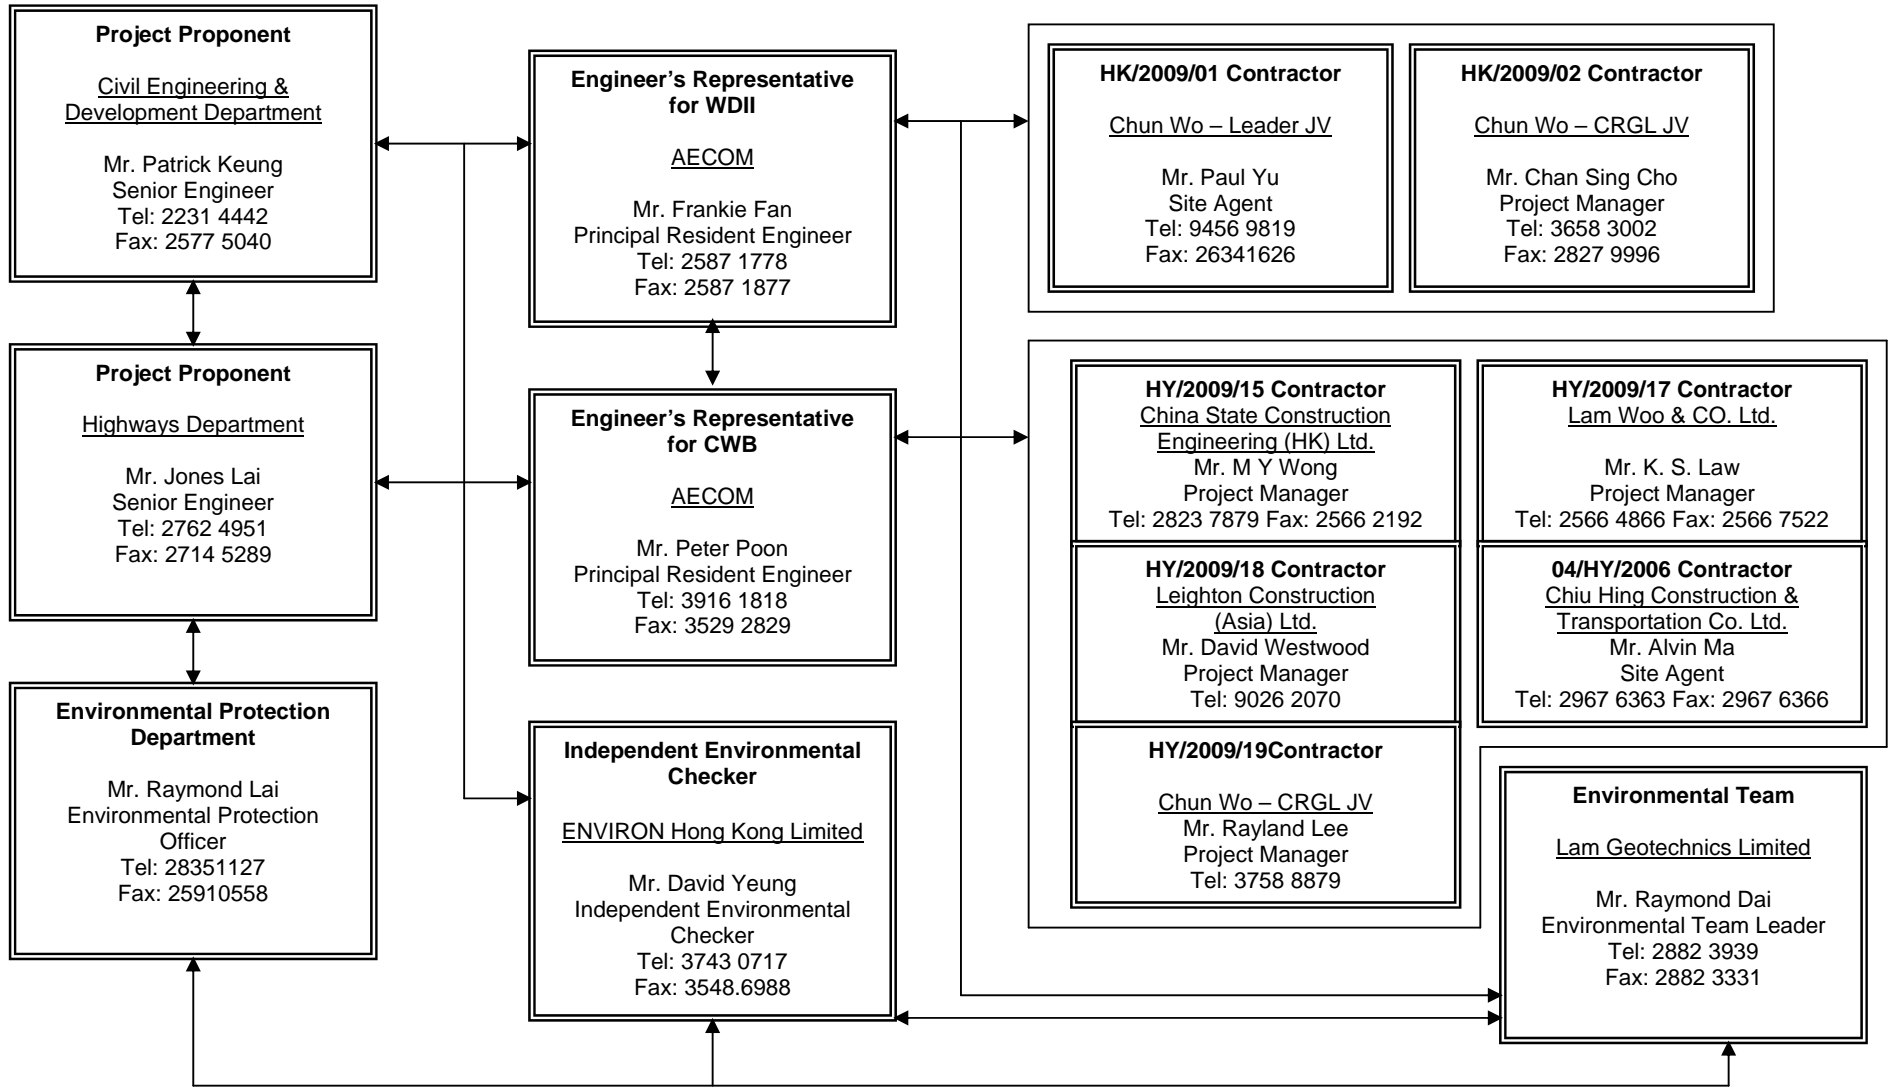 Project Proponent
Civil Engineering &
Development Department
Mr. Patrick Keung
Senior Engineer
Tel: 2231 4442
Fax: 2577 5040
Project Proponent
Highways Department
Mr. Jones Lai
Senior Engineer
Tel: 2762 4951
Fax: 2714 5289
Environmental Protection
Department
Mr. Raymond Lai
Environmental Protection
Officer
Tel: 28351127
Fax: 25910558
Engineer’s Representative
for WDII
AECOM
Mr. Frankie Fan
Principal Resident Engineer
Tel: 2587 1778
Fax: 2587 1877
Engineer’s Representative
for CWB
AECOM
Mr. Peter Poon
Principal Resident Engineer
Tel: 3916 1818
Fax: 3529 2829
Independent Environmental
Checker
ENVIRON Hong Kong Limited
Mr. David Yeung
Independent Environmental
Checker
Tel: 3743 0717
Fax: 3548.6988
HK/2009/01 Contractor
Chun Wo – Leader JV
Mr. Paul Yu
Site Agent
Tel: 9456 9819
Fax: 26341626
HK/2009/02 Contractor
Chun Wo – CRGL JV
Mr. Chan Sing Cho
Project Manager
Tel: 3658 3002
Fax: 2827 9996
HY/2009/15 Contractor
China State Construction
Engineering (HK) Ltd.
Mr. M Y Wong
Project Manager
Tel: 2823 7879 Fax: 2566 2192
HY/2009/17 Contractor
Lam Woo & CO. Ltd.
Mr. K. S. Law
Project Manager
Tel: 2566 4866 Fax: 2566 7522
HY/2009/18 Contractor
Leighton Construction
(Asia) Ltd.
Mr. David Westwood
Project Manager
Tel: 9026 2070
04/HY/2006 Contractor
Chiu Hing Construction &
Transportation Co. Ltd.
Mr. Alvin Ma
Site Agent
Tel: 2967 6363 Fax: 2967 6366
HY/2009/19Contractor
Chun Wo – CRGL JV
Mr. Rayland Lee
Project Manager
Tel: 3758 8879
Environmental Team
Lam Geotechnics Limited
Mr. Raymond Dai
Environmental Team Leader
Tel: 2882 3939
Fax: 2882 3331